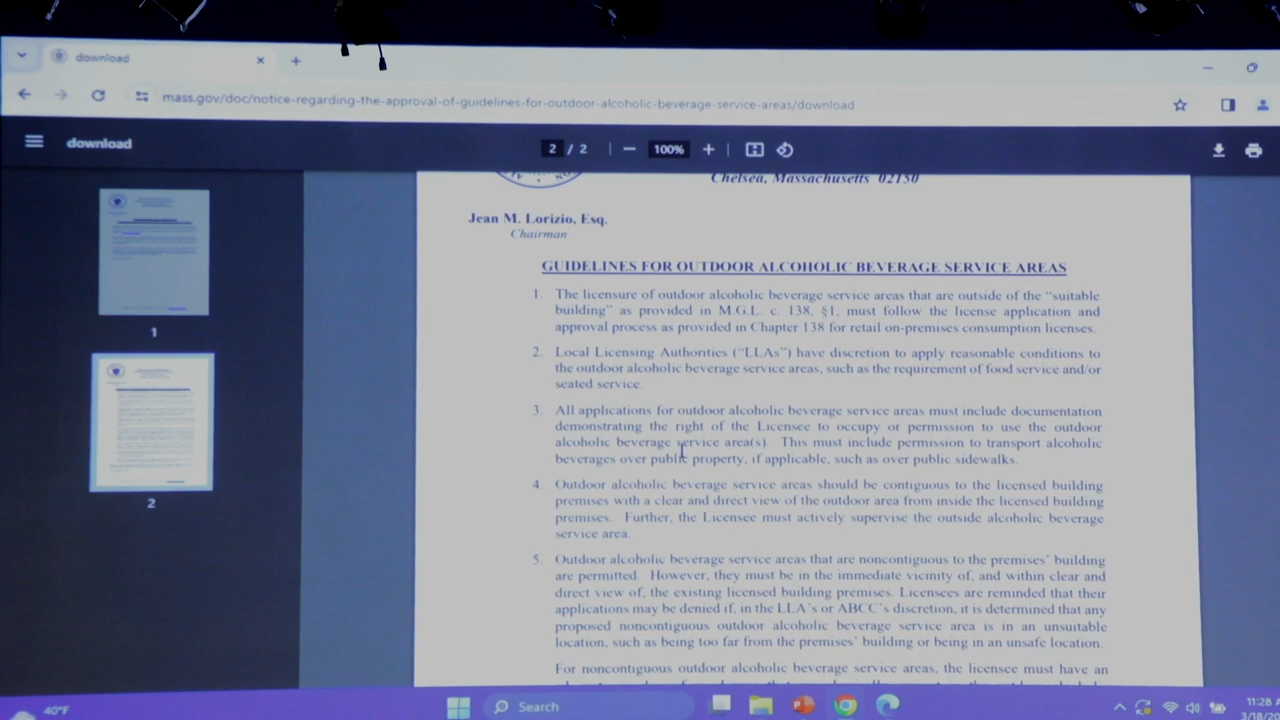 download
mass.gov/doc/notice-regarding-the-approval-of-guidelines-for-outdoor-alcoholic-beverage-service-areas/download
download
2 / 2
100%
Chelsea, Massachusetts 02150
Jean M. Lorizio, Esq.
Chairman
GUIDELINES FOR OUTDOOR ALCOHOLIC BEVERAGE SERVICE AREAS
1. The licensure of outdoor alcoholic beverage service areas that are outside of the “suitable
building” as provided in M.G.L. c. 138, §1, must follow the license application and
approval process as provided in Chapter 138 for retail on-premises consumption licenses.
2. Local Licensing Authorities (“LLAs”) have discretion to apply reasonable conditions to
the outdoor alcoholic beverage service areas, such as the requirement of food service and/or
seated service.
3. All applications for outdoor alcoholic beverage service areas must include documentation
demonstrating the right of the Licensee to occupy or permission to use the outdoor
alcoholic beverage service area(s). This must include permission to transport alcoholic
beverages over public property, if applicable, such as over public sidewalks.
4. Outdoor alcoholic beverage service areas should be contiguous to the licensed building
premises with a clear and direct view of the outdoor area from inside the licensed building
premises. Further, the Licensee must actively supervise the outside alcoholic beverage
service area.
5. Outdoor alcoholic beverage service areas that are noncontiguous to the premises’ building
are permitted. However, they must be in the immediate vicinity of, and within clear and
direct view of, the existing licensed building premises. Licensees are reminded that their
applications may be denied if, in the LLA’s or ABCC’s discretion, it is determined that any
proposed noncontiguous outdoor alcoholic beverage service area is in an unsuitable
location, such as being too far from the premises’ building or being in an unsafe location.
For noncontiguous outdoor alcoholic beverage service areas, the licensee must have an
1
2
40°F
Search
11:28
3/18/20